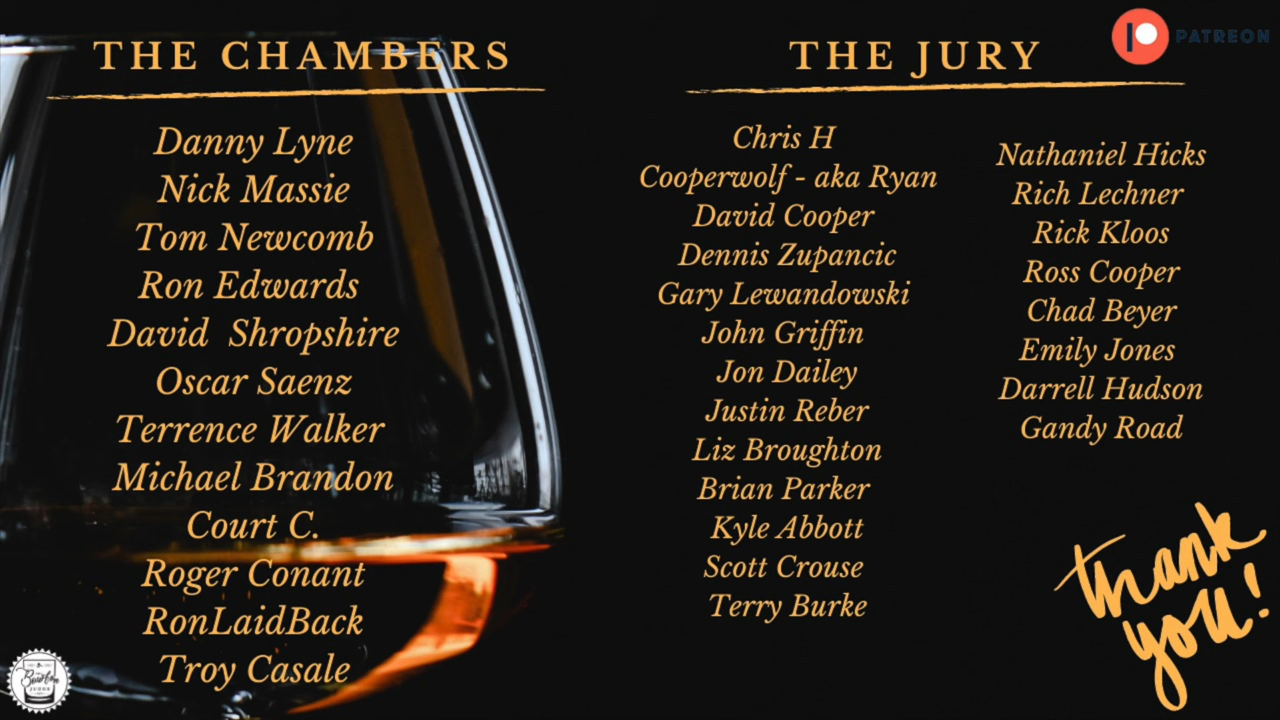 THE CHAMBERS
Danny Lyne
Nick Massie
Tom Newcomb
Ron Edwards
David  Shropshire
Oscar Saenz
Terrence Walker
Michael Brandon
Court C.
Roger Conant
RonLaidBack
Troy Casale
THE JURY
Chris H
Cooperwolf - aka Ryan
David Cooper
Dennis Zupancic
Gary Lewandowski
John Griffin
Jon Dailey
Justin Reber
Liz Broughton
Brian Parker
Kyle Abbott
Scott Crouse
Terry Burke
Nathaniel Hicks
Rich Lechner
Rick Kloos
Ross Cooper
Chad Beyer
Emily Jones
Darrell Hudson
Gandy Road
PATREON
thank
you!
Bourbon
JUDGE